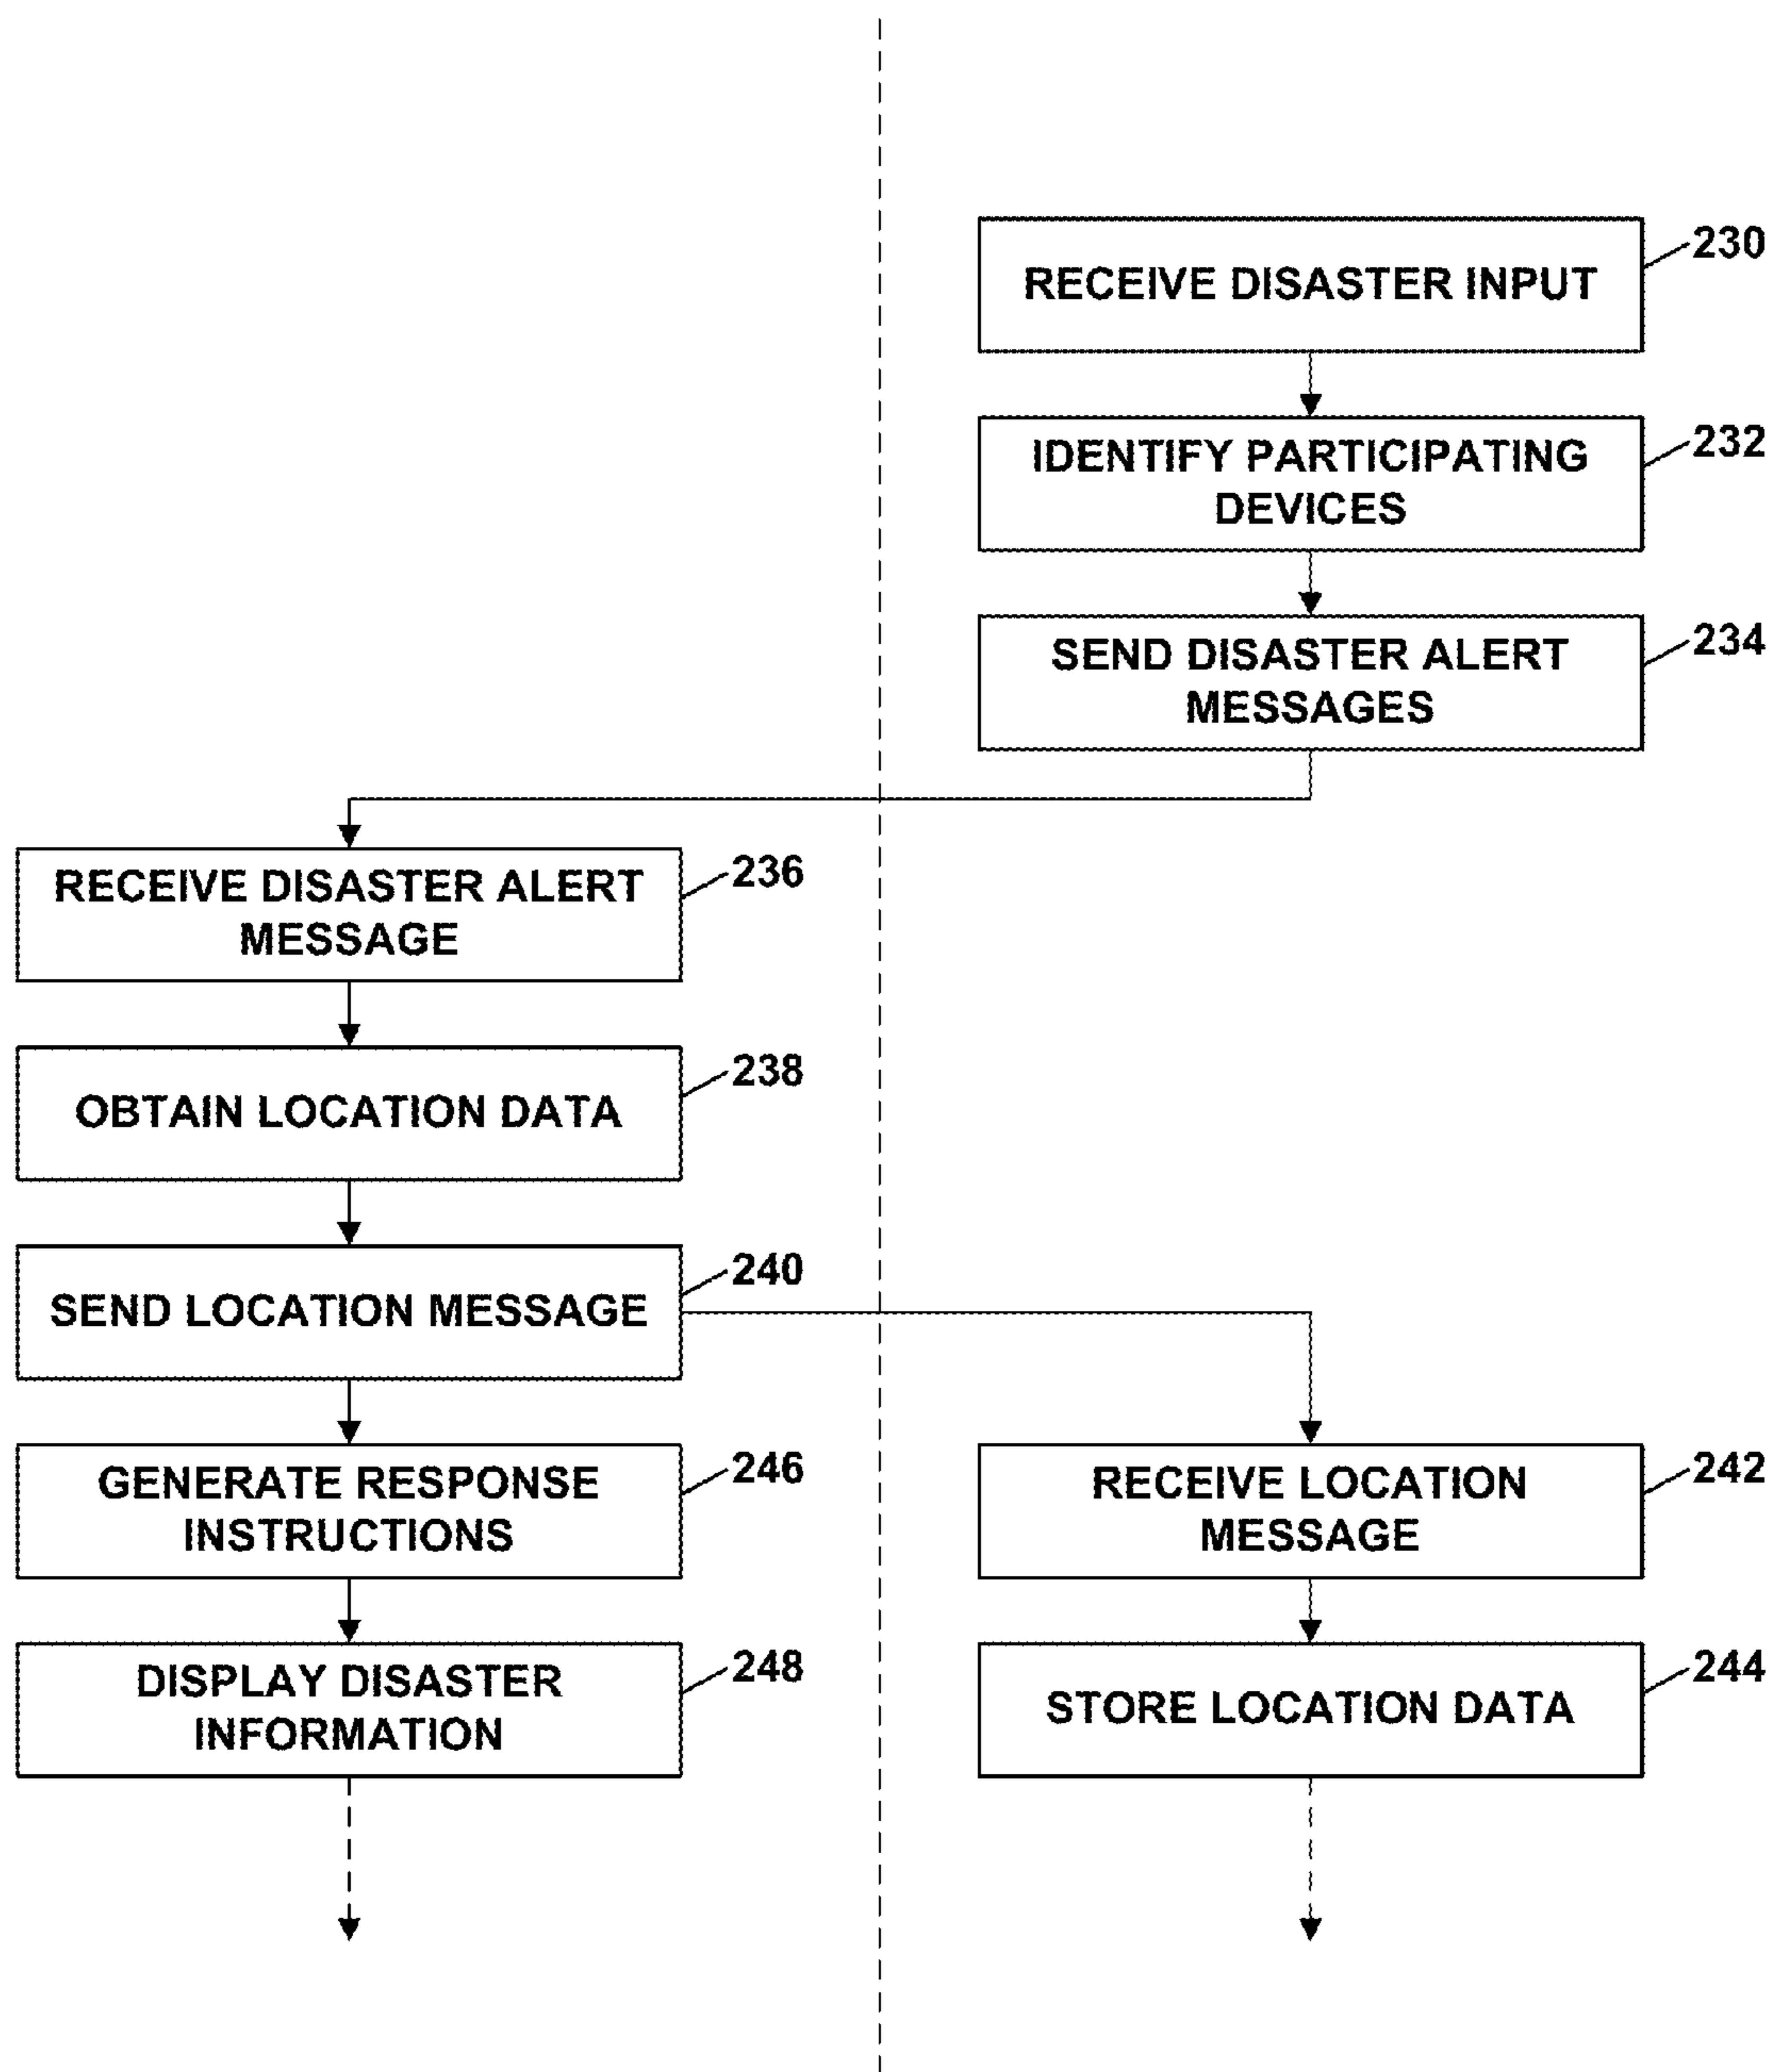 RECEIVE DISASTER INPUT
230
IDENTIFY PARTICIPATING
DEVICES
232
SEND DISASTER ALERT
MESSAGES
234
RECEIVE DISASTER ALERT
MESSAGE
236
OBTAIN LOCATION DATA
238
SEND LOCATION MESSAGE
240
GENERATE RESPONSE
INSTRUCTIONS
246
RECEIVE LOCATION
MESSAGE
242
DISPLAY DISASTER
INFORMATION
248
STORE LOCATION DATA
244